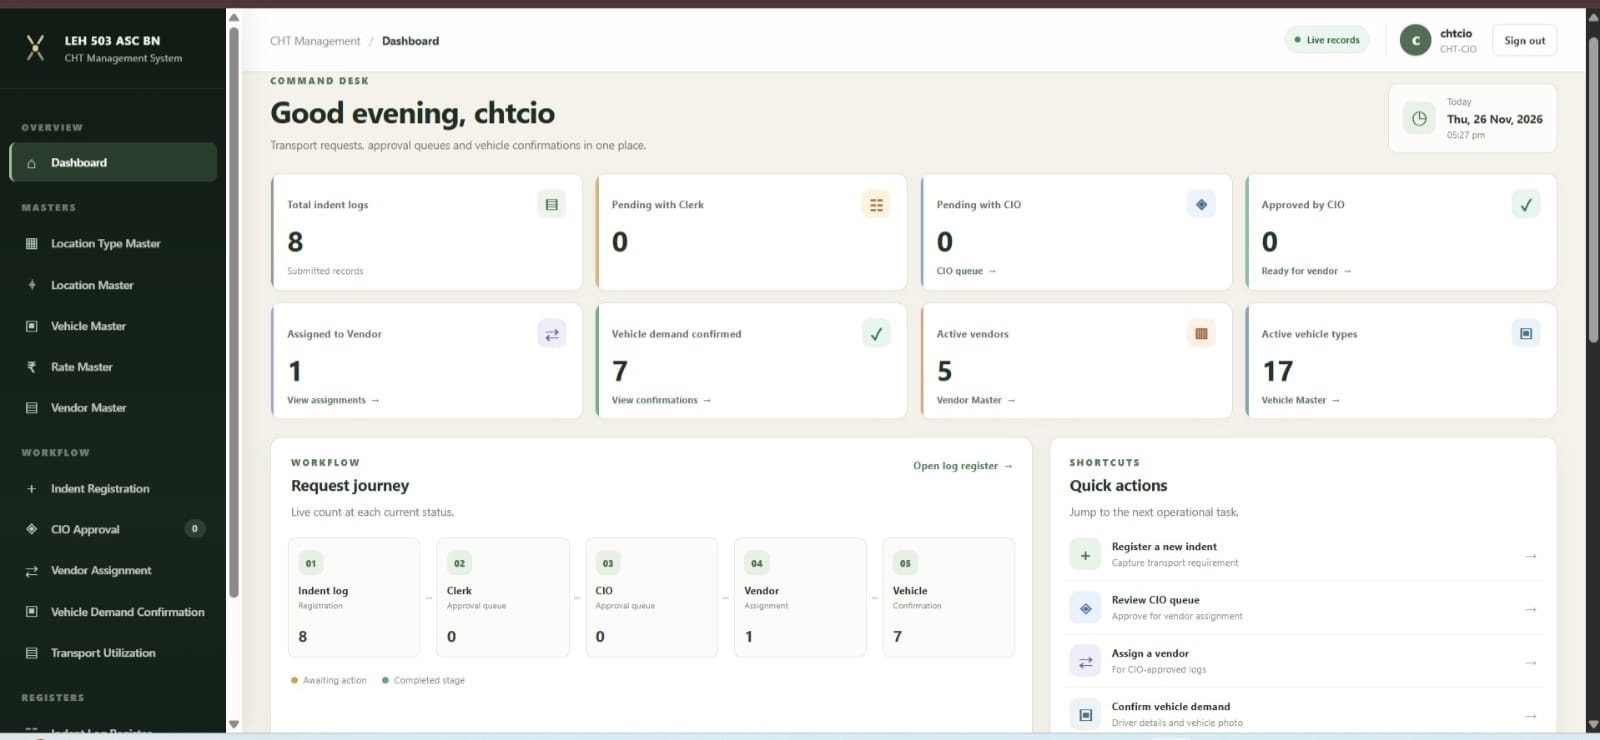 LEH 503 ASC BN
CHT Management System
OVERVIEW
Dashboard
MASTERS
Location Type Master
Location Master
Vehicle Master
₹ Rate Master
Vendor Master
WORKFLOW
+ Indent Registration
CIO Approval 0
Vendor Assignment
Vehicle Demand Confirmation
Transport Utilization
REGISTERS
Indent Log Register
CHT Management / Dashboard
Live records
C
chtcio
CHT-CIO
Sign out
COMMAND DESK
Good evening, chtcio
Transport requests, approval queues and vehicle confirmations in one place.
Today
Thu, 26 Nov, 2026
05:27 pm
Total indent logs
8
Submitted records
Pending with Clerk
0
Pending with CIO
0
CIO queue →
Approved by CIO
✓
0
Ready for vendor →
Assigned to Vendor
1
View assignments →
Vehicle demand confirmed
✓
7
View confirmations →
Active vendors
5
Vendor Master →
Active vehicle types
17
Vehicle Master →
WORKFLOW
Request journey
Open log register →
Live count at each current status.
01
Indent log
Registration
8
02
Clerk
Approval queue
0
03
CIO
Approval queue
0
04
Vendor
Assignment
1
05
Vehicle
Confirmation
7
Awaiting action
Completed stage
SHORTCUTS
Quick actions
Jump to the next operational task.
+
Register a new indent
Capture transport requirement
→
Review CIO queue
Approve for vendor assignment
→
Assign a vendor
For CIO-approved logs
→
Confirm vehicle demand
Driver details and vehicle photo
→